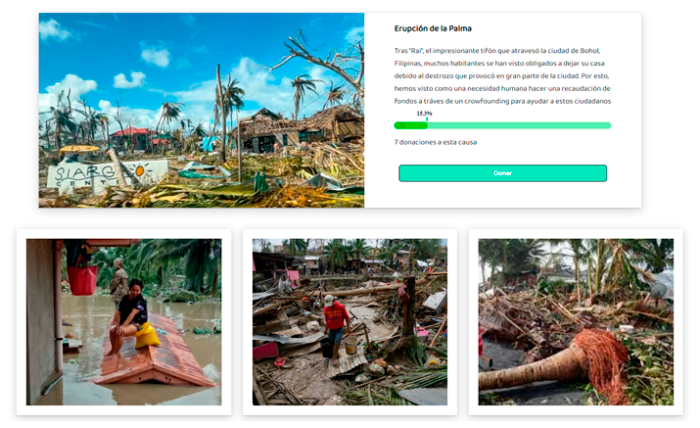 Erupción de la Palma
Tras "Rai", el impresionante tifón que atravesó la ciudad de Bohol,
Filipinas, muchos habitantes se han visto obligados a dejar su casa
debido al destrozo que provocó en gran parte de la ciudad. Por esto,
hemos visto como una necesidad humana hacer una recaudación de
fondos a tráves de un crowfounding para ayudar a estos ciudadanos
15.3%
7 donaciones a esta causa
Donar
SIARG
CENT